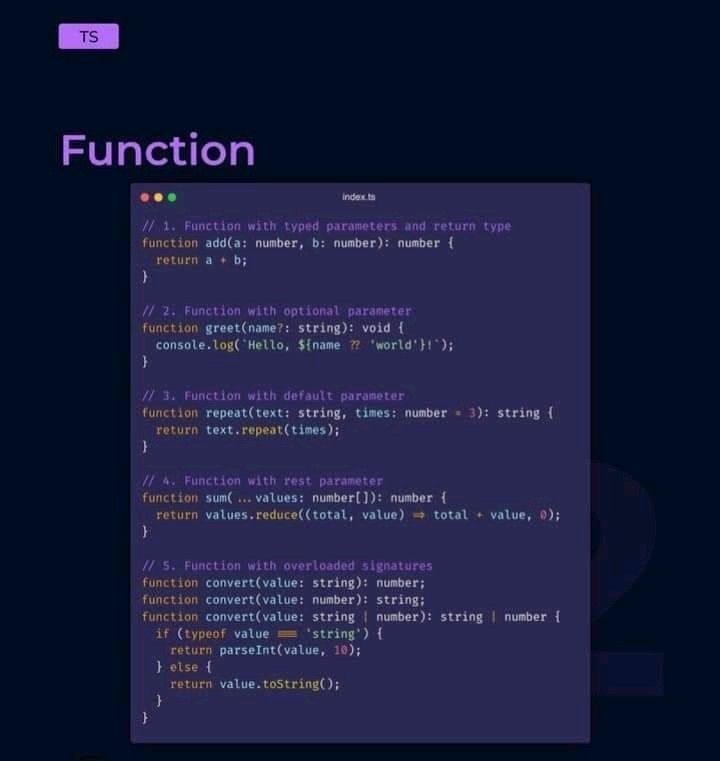 TS
Function
index.ts
// 1. Function with typed parameters and return type
function add(a: number, b: number): number {
  return a + b;
}
// 2. Function with optional parameter
function greet(name?: string): void {
  console.log(`Hello, ${name ?? 'world'}!`);
}
// 3. Function with default parameter
function repeat(text: string, times: number = 3): string {
  return text.repeat(times);
}
// 4. Function with rest parameter
function sum(...values: number[]): number {
  return values.reduce((total, value) => total + value, 0);
}
// 5. Function with overloaded signatures
function convert(value: string): number;
function convert(value: number): string;
function convert(value: string | number): string | number {
  if (typeof value === 'string') {
    return parseInt(value, 10);
  } else {
    return value.toString();
  }
}
2